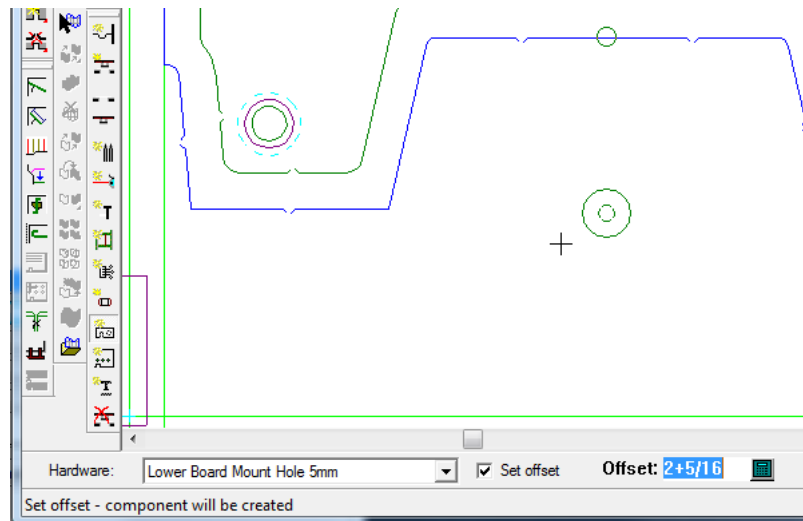 Hardware: Lower Board Mount Hole 5mm Set offset Offset: 2+5/16
Set offset - component will be created